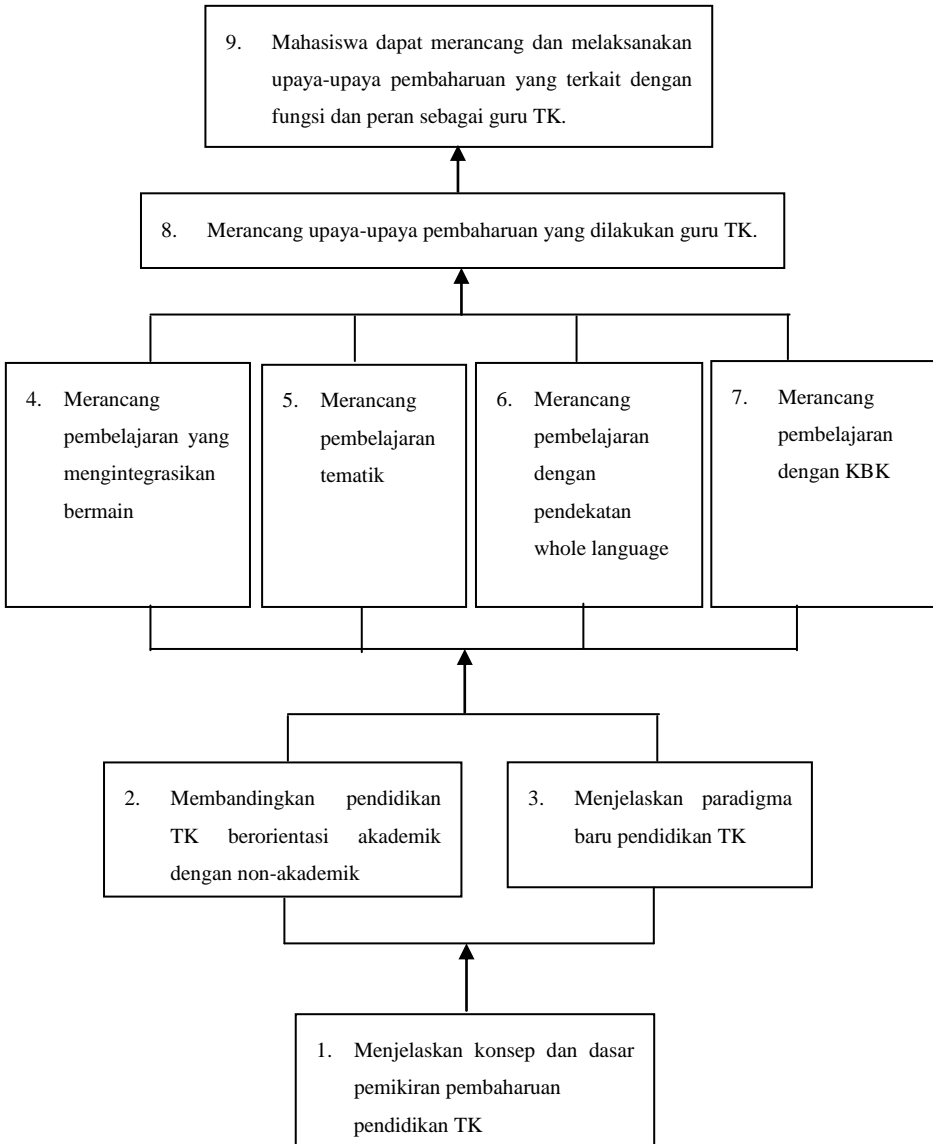 9. Mahasiswa dapat merancang dan melaksanakan
upaya-upaya pembaharuan yang terkait dengan
fungsi dan peran sebagai guru TK.
8. Merancang upaya-upaya pembaharuan yang dilakukan guru TK.
4. Merancang
pembelajaran yang
mengintegrasikan
bermain
5. Merancang
pembelajaran
tematik
6. Merancang
pembelajaran
dengan
pendekatan
whole language
7. Merancang
pembelajaran
dengan KBK
2. Membandingkan pendidikan
TK berorientasi akademik
dengan non-akademik
3. Menjelaskan paradigma
baru pendidikan TK
1. Menjelaskan konsep dan dasar
pemikiran pembaharuan
pendidikan TK